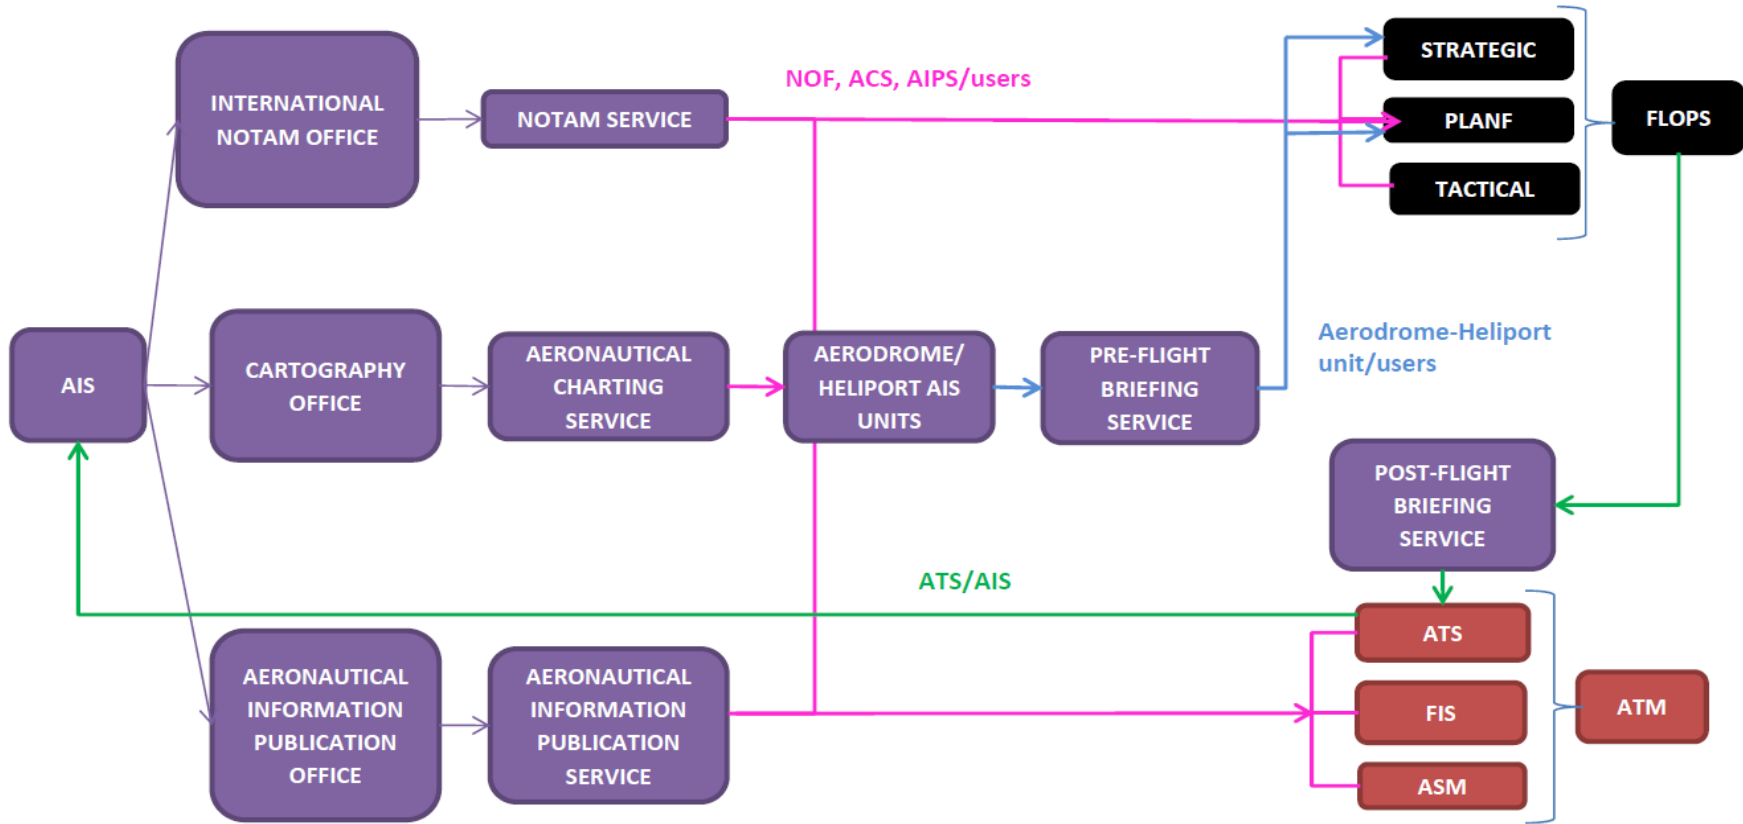 INTERNATIONAL
NOTAM OFFICE
NOTAM SERVICE
NOF, ACS, AIPS/users
STRATEGIC
PLANF
TACTICAL
FLOPS
AIS
CARTOGRAPHY
OFFICE
AERONAUTICAL
CHARTING
SERVICE
AERODROME/
HELIPORT AIS
UNITS
PRE-FLIGHT
BRIEFING
SERVICE
Aerodrome-Heliport
unit/users
POST-FLIGHT
BRIEFING
SERVICE
ATS/AIS
AERONAUTICAL
INFORMATION
PUBLICATION
OFFICE
AERONAUTICAL
INFORMATION
PUBLICATION
SERVICE
ATS
FIS
ASM
ATM